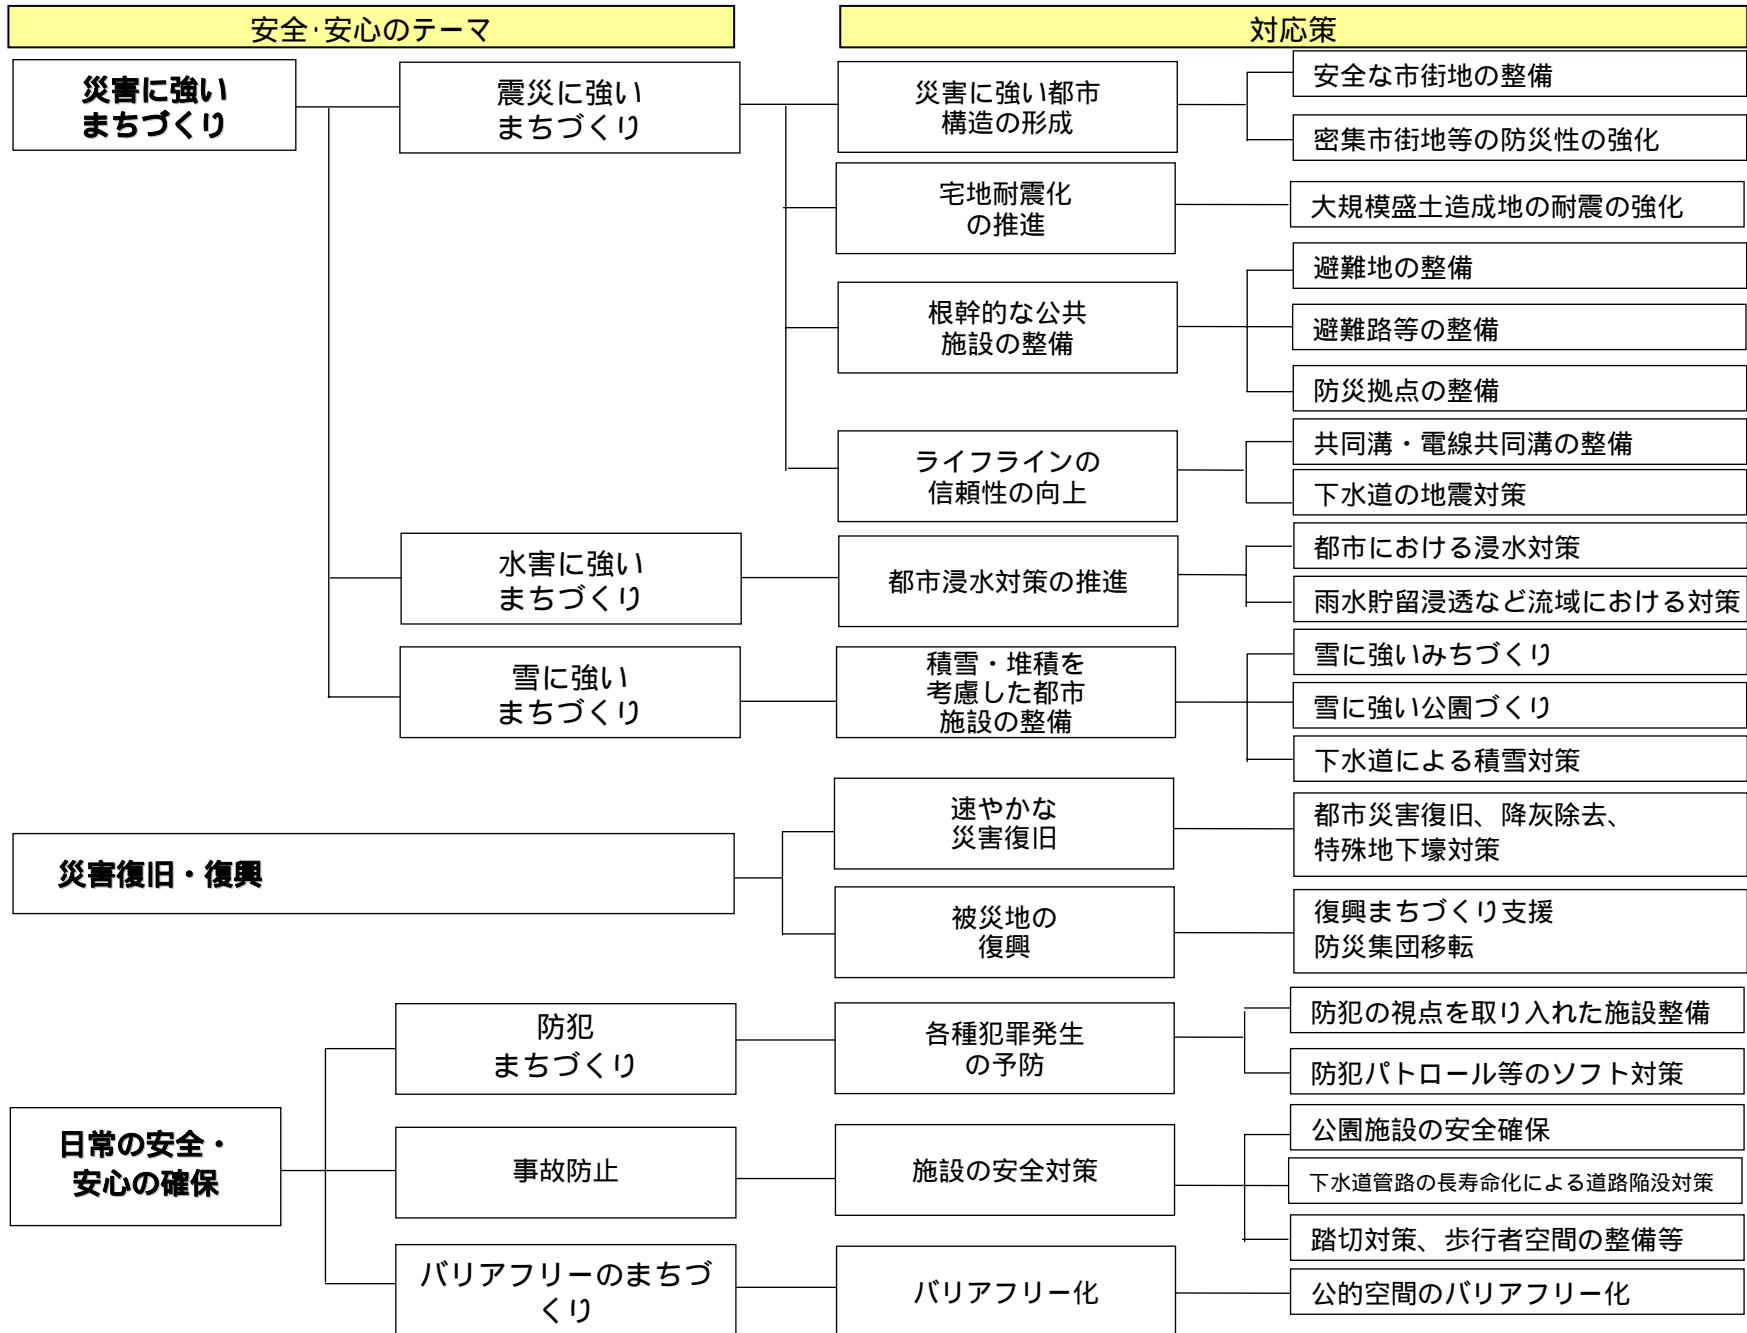 安全･安心のテーマ
対応策
災害に強い
まちづくり
震災に強い
まちづくり
災害に強い都市
構造の形成
安全な市街地の整備
密集市街地等の防災性の強化
宅地耐震化
の推進
大規模盛土造成地の耐震の強化
根幹的な公共
施設の整備
避難地の整備
避難路等の整備
防災拠点の整備
ライフラインの
信頼性の向上
共同溝・電線共同溝の整備
下水道の地震対策
水害に強い
まちづくり
都市浸水対策の推進
都市における浸水対策
雨水貯留浸透など流域における対策
雪に強い
まちづくり
積雪・堆積を
考慮した都市
施設の整備
雪に強いみちづくり
雪に強い公園づくり
下水道による積雪対策
災害復旧・復興
速やかな
災害復旧
都市災害復旧、降灰除去、
特殊地下壕対策
被災地の
復興
復興まちづくり支援
防災集団移転
日常の安全・
安心の確保
防犯
まちづくり
各種犯罪発生
の予防
防犯の視点を取り入れた施設整備
防犯パトロール等のソフト対策
事故防止
施設の安全対策
公園施設の安全確保
下水道管路の長寿命化による道路陥没対策
踏切対策、歩行者空間の整備等
バリアフリーのまちづ
くり
バリアフリー化
公的空間のバリアフリー化